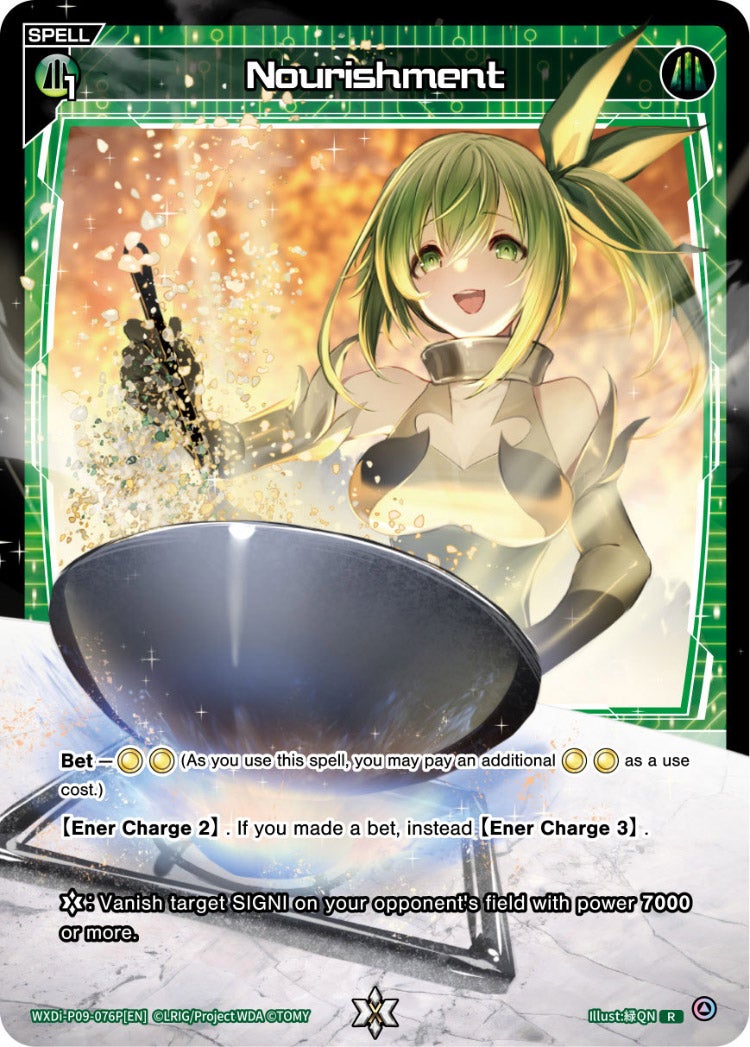 SPELL
1
Nourishment
Bet – (As you use this spell, you may pay an additional as a use
cost.)
【Ener Charge 2】. If you made a bet, instead【Ener Charge 3】.
: Vanish target SIGNI on your opponent's field with power 7000
or more.
WXDi-P09-076P[EN] ©LRIG/Project WDA ©TOMY
Illust:緑QN R